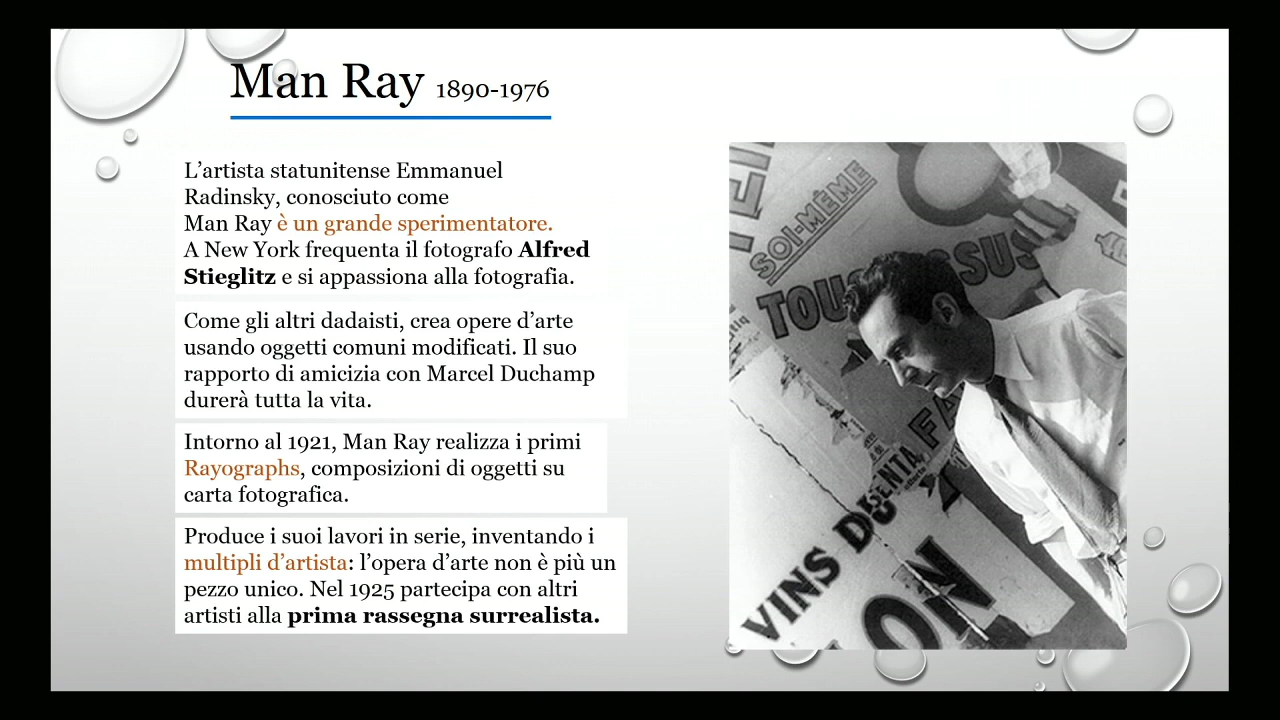 Man Ray 1890-1976
L’artista statunitense Emmanuel
Radinsky, conosciuto come
Man Ray è un grande sperimentatore.
A New York frequenta il fotografo Alfred
Stieglitz e si appassiona alla fotografia.
Come gli altri dadaisti, crea opere d’arte
usando oggetti comuni modificati. Il suo
rapporto di amicizia con Marcel Duchamp
durerà tutta la vita.
Intorno al 1921, Man Ray realizza i primi
Rayographs, composizioni di oggetti su
carta fotografica.
Produce i suoi lavori in serie, inventando i
multipli d’artista: l’opera d’arte non è più un
pezzo unico. Nel 1925 partecipa con altri
artisti alla prima rassegna surrealista.
SOI-MÊME
VINS DU
ON